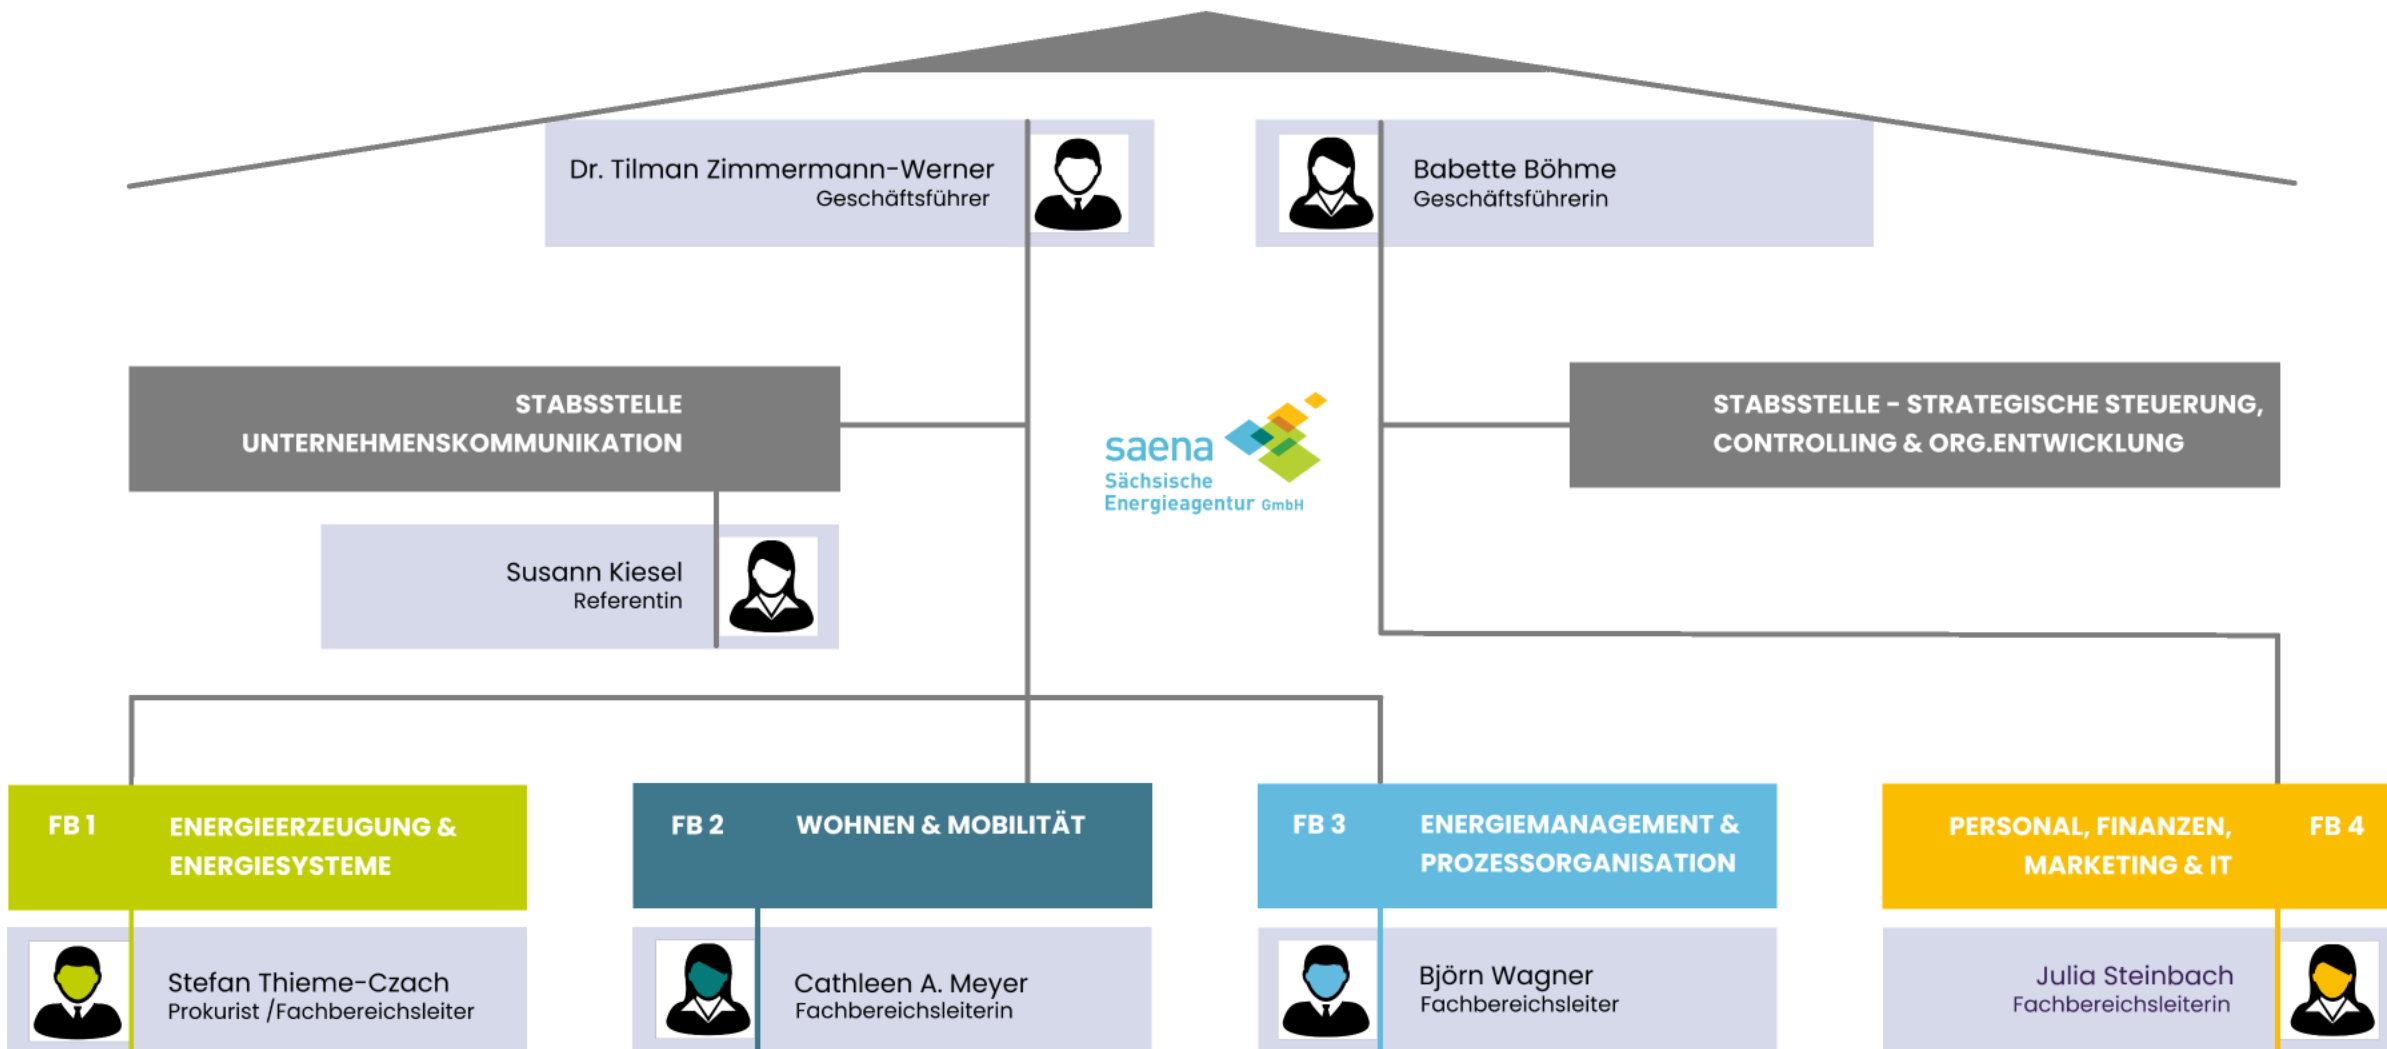 Dr. Tilman Zimmermann-Werner
Geschäftsführer
Babette Böhme
Geschäftsführerin
STABSSTELLE
UNTERNEHMENSKOMMUNIKATION
saena
Sächsische
Energieagentur GmbH
STABSSTELLE – STRATEGISCHE STEUERUNG,
CONTROLLING & ORG.ENTWICKLUNG
Susann Kiesel
Referentin
FB 1
ENERGIEERZEUGUNG &
ENERGIESYSTEME
Stefan Thieme-Czach
Prokurist /Fachbereichsleiter
FB 2
WOHNEN & MOBILITÄT
Cathleen A. Meyer
Fachbereichsleiterin
FB 3
ENERGIEMANAGEMENT &
PROZESSORGANISATION
Björn Wagner
Fachbereichsleiter
PERSONAL, FINANZEN,
MARKETING & IT
FB 4
Julia Steinbach
Fachbereichsleiterin